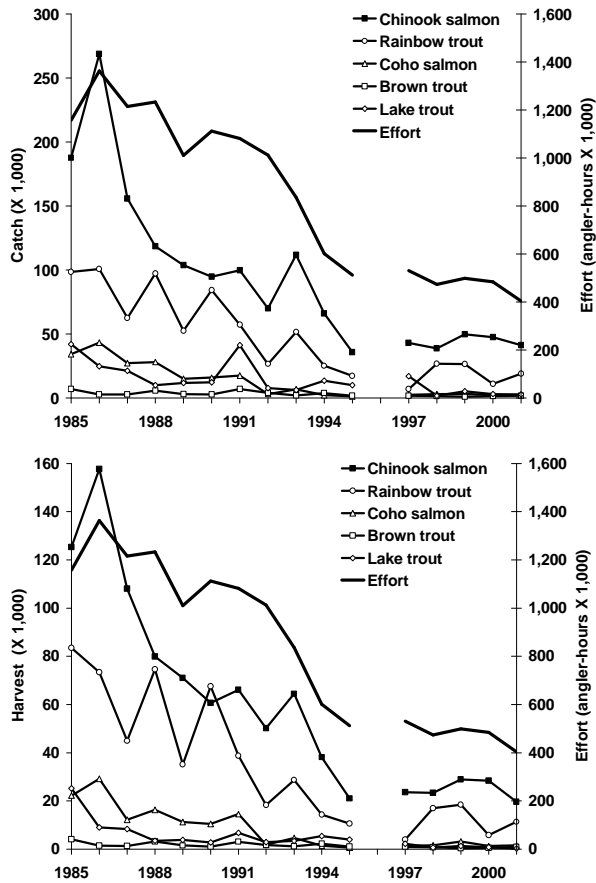 300
250
200
150
100
50
0
Catch (X 1,000)
1985 1988 1991 1994 1997 2000
1,600
1,400
1,200
1,000
800
600
400
200
0
Effort (angler-hours X 1,000)
Chinook salmon
Rainbow trout
Coho salmon
Brown trout
Lake trout
Effort
160
140
120
100
80
60
40
20
0
Harvest (X 1,000)
1985 1988 1991 1994 1997 2000
1,600
1,400
1,200
1,000
800
600
400
200
0
Effort (angler-hours X 1,000)
Chinook salmon
Rainbow trout
Coho salmon
Brown trout
Lake trout
Effort